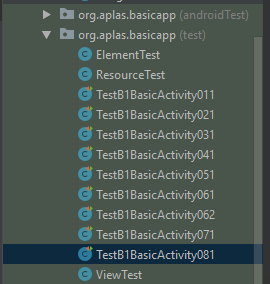 org.aplas.basicapp (androidTest)
org.aplas.basicapp (test)
ElementTest
ResourceTest
TestB1BasicActivity011
TestB1BasicActivity021
TestB1BasicActivity031
TestB1BasicActivity041
TestB1BasicActivity051
TestB1BasicActivity061
TestB1BasicActivity062
TestB1BasicActivity071
TestB1BasicActivity081
ViewTest